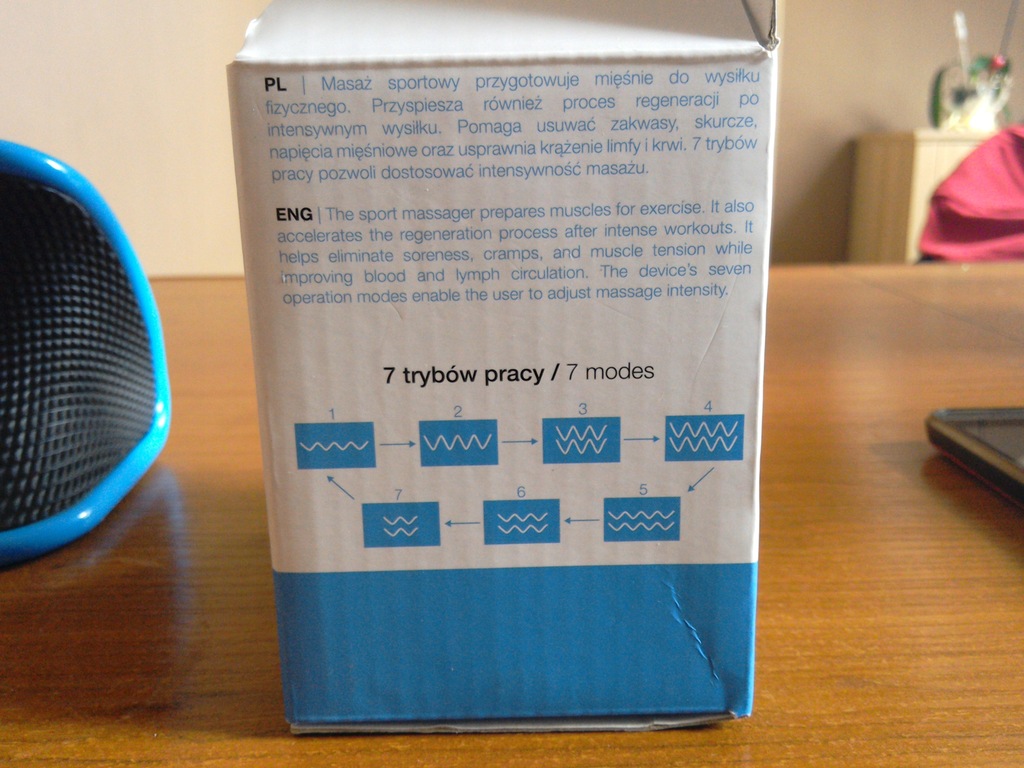 PL | Masaż sportowy przygotowuje mięśnie do wysiłku
fizycznego. Przyspiesza również proces regeneracji po
intensywnym wysiłku. Pomaga usuwać zakwasy, skurcze,
napięcia mięśniowe oraz usprawnia krążenie limfy i krwi. 7 trybów
pracy pozwoli dostosować intensywność masażu.
ENG | The sport massager prepares muscles for exercise. It also
accelerates the regeneration process after intense workouts. It
helps eliminate soreness, cramps, and muscle tension while
improving blood and lymph circulation. The device's seven
operation modes enable the user to adjust massage intensity.
7 trybów pracy / 7 modes
1 2 3 4
7 6 5